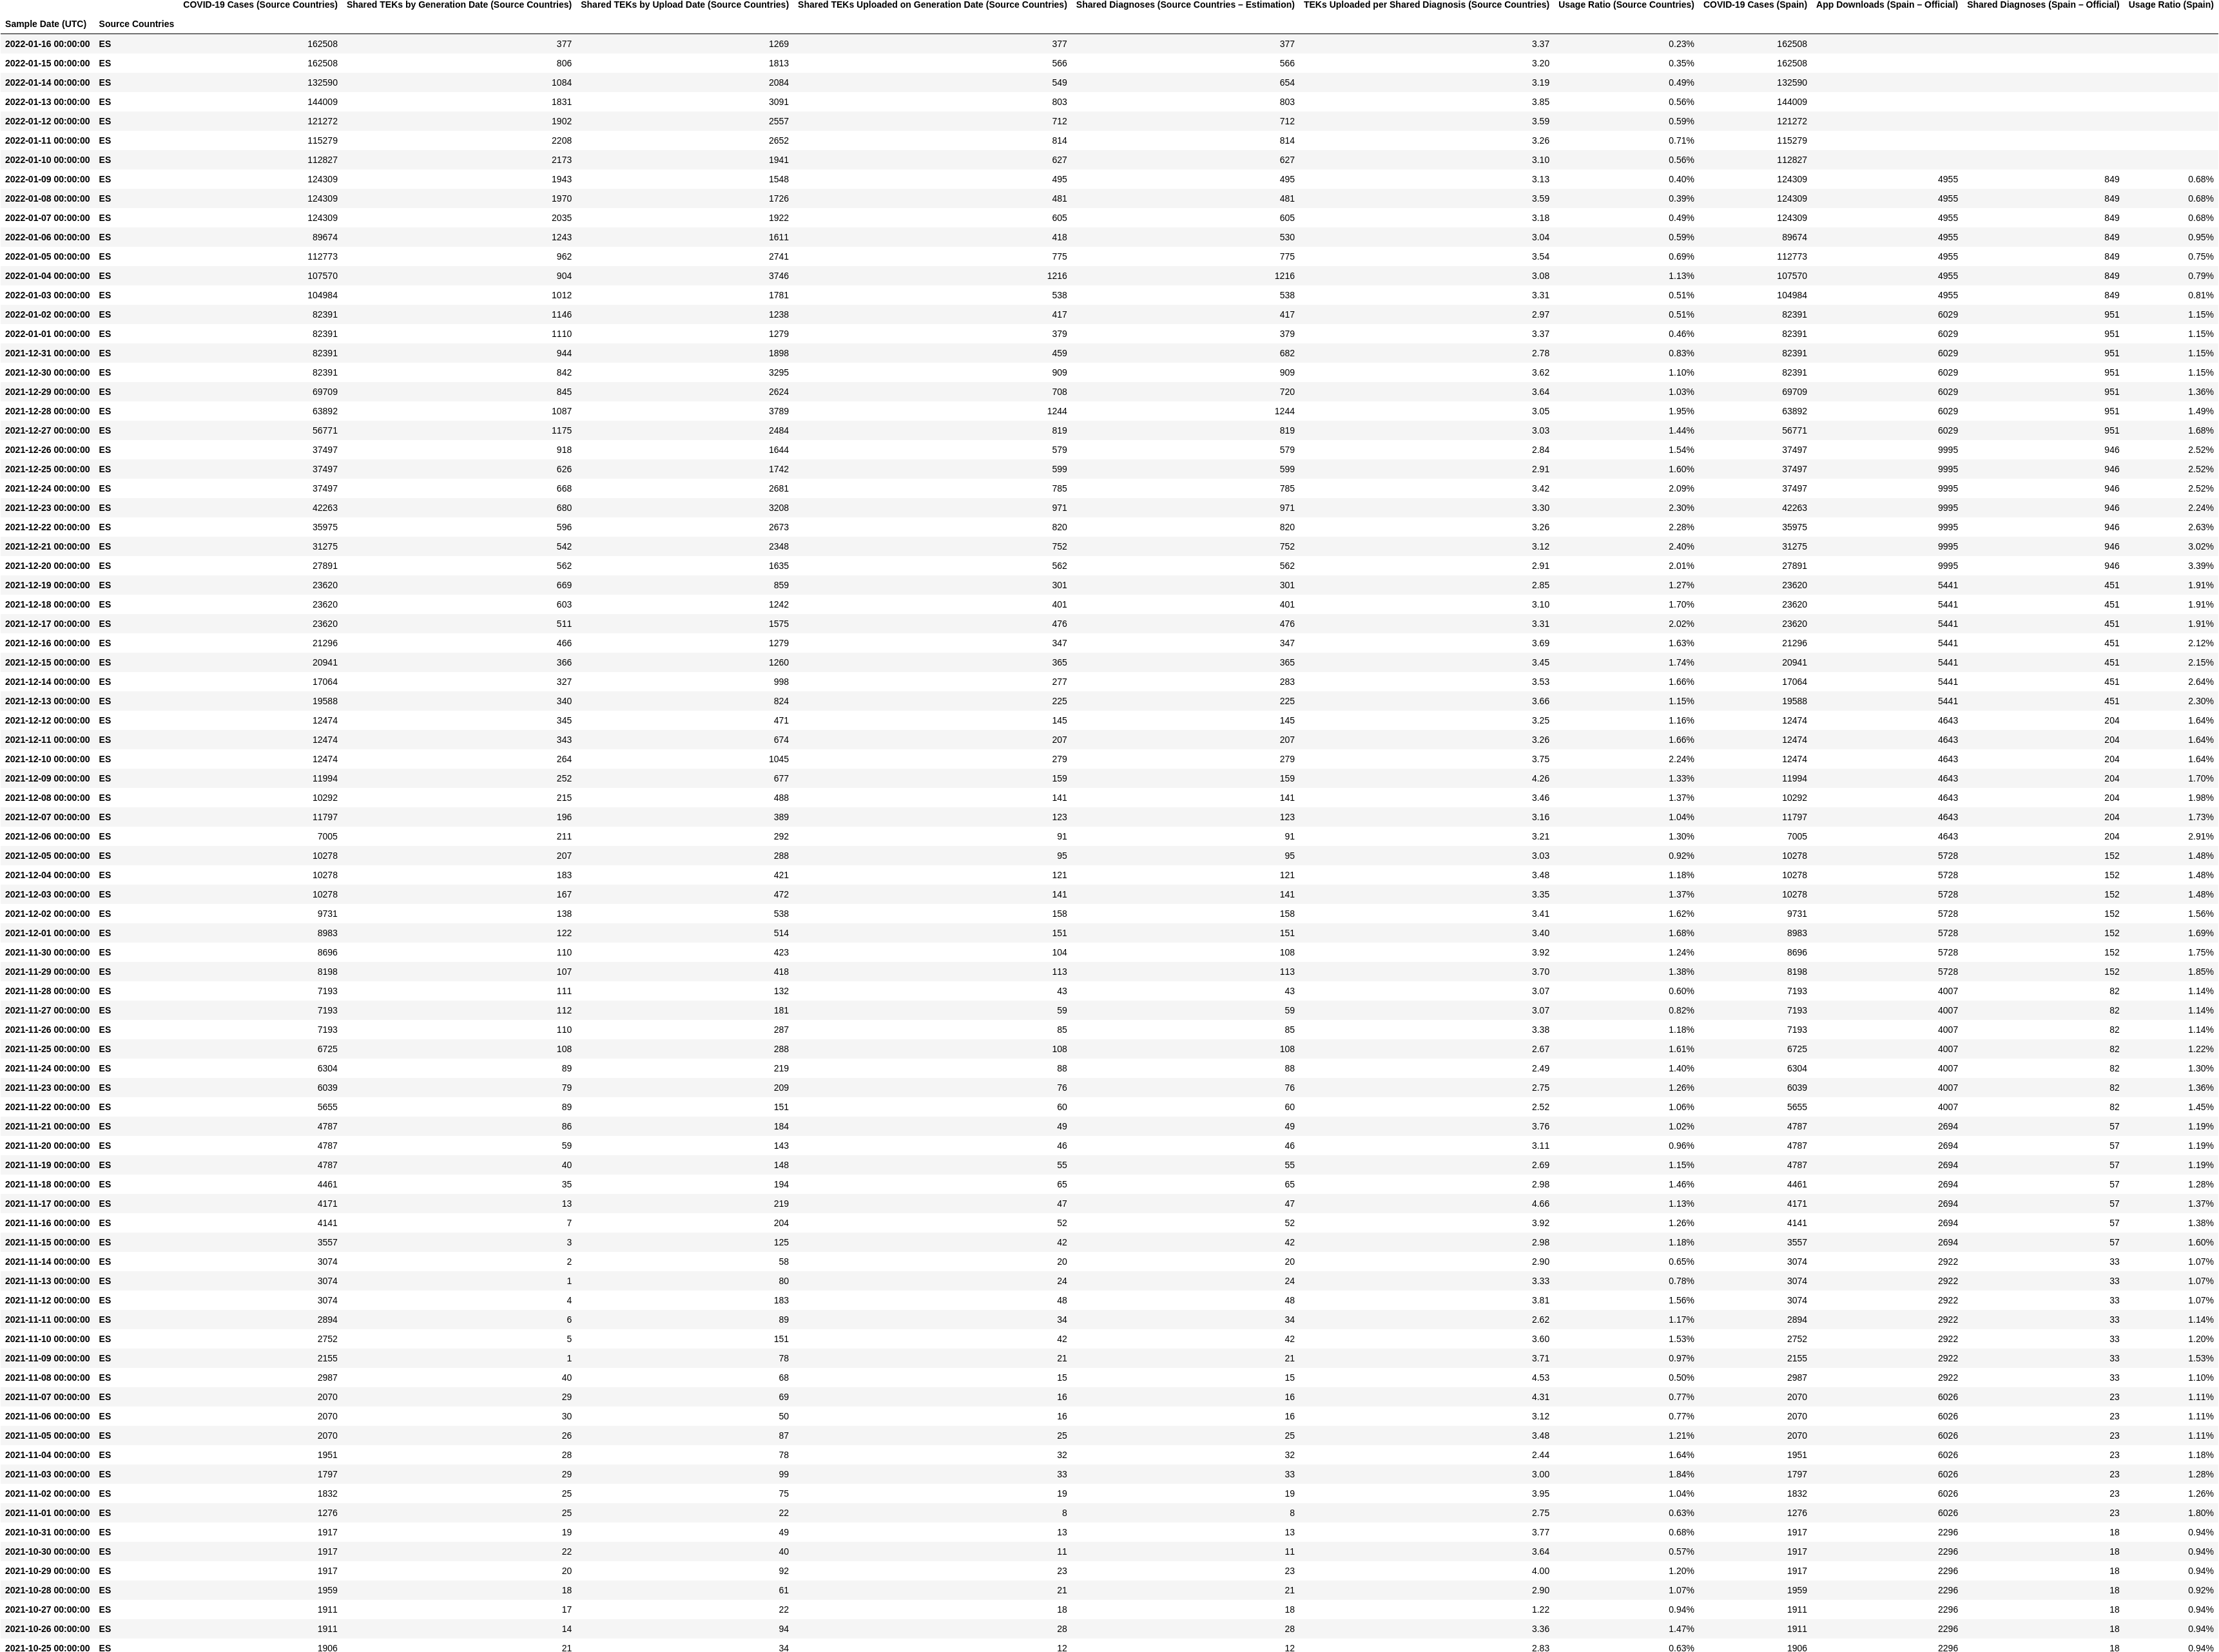 COVID-19 Cases (Source Countries) Shared TEKs by Generation Date (Source Countries) Shared TEKs by Upload Date (Source Countries) Shared TEKs Uploaded on Generation Date (Source Countries) Shared Diagnoses (Source Countries – Estimation) TEKs Uploaded per Shared Diagnosis (Source Countries) Usage Ratio (Source Countries) COVID-19 Cases (Spain) App Downloads (Spain – Official) Shared Diagnoses (Spain – Official) Usage Ratio (Spain)
Sample Date (UTC) Source Countries
2022-01-16 00:00:00 ES 162508 377 1269 377 377 3.37 0.23% 162508
2022-01-15 00:00:00 ES 162508 806 1813 566 566 3.20 0.35% 162508
2022-01-14 00:00:00 ES 132590 1084 2084 549 654 3.19 0.49% 132590
2022-01-13 00:00:00 ES 144009 1831 3091 803 803 3.85 0.56% 144009
2022-01-12 00:00:00 ES 121272 1902 2557 712 712 3.59 0.59% 121272
2022-01-11 00:00:00 ES 115279 2208 2652 814 814 3.26 0.71% 115279
2022-01-10 00:00:00 ES 112827 2173 1941 627 627 3.10 0.56% 112827
2022-01-09 00:00:00 ES 124309 1943 1548 495 495 3.13 0.40% 124309 4955 849 0.68%
2022-01-08 00:00:00 ES 124309 1970 1726 481 481 3.59 0.39% 124309 4955 849 0.68%
2022-01-07 00:00:00 ES 124309 2035 1922 605 605 3.18 0.49% 124309 4955 849 0.68%
2022-01-06 00:00:00 ES 89674 1243 1611 418 530 3.04 0.59% 89674 4955 849 0.95%
2022-01-05 00:00:00 ES 112773 962 2741 775 775 3.54 0.69% 112773 4955 849 0.75%
2022-01-04 00:00:00 ES 107570 904 3746 1216 1216 3.08 1.13% 107570 4955 849 0.79%
2022-01-03 00:00:00 ES 104984 1012 1781 538 538 3.31 0.51% 104984 4955 849 0.81%
2022-01-02 00:00:00 ES 82391 1146 1238 417 417 2.97 0.51% 82391 6029 951 1.15%
2022-01-01 00:00:00 ES 82391 1110 1279 379 379 3.37 0.46% 82391 6029 951 1.15%
2021-12-31 00:00:00 ES 82391 944 1898 459 682 2.78 0.83% 82391 6029 951 1.15%
2021-12-30 00:00:00 ES 82391 842 3295 909 909 3.62 1.10% 82391 6029 951 1.15%
2021-12-29 00:00:00 ES 69709 845 2624 708 720 3.64 1.03% 69709 6029 951 1.36%
2021-12-28 00:00:00 ES 63892 1087 3789 1244 1244 3.05 1.95% 63892 6029 951 1.49%
2021-12-27 00:00:00 ES 56771 1175 2484 819 819 3.03 1.44% 56771 6029 951 1.68%
2021-12-26 00:00:00 ES 37497 918 1644 579 579 2.84 1.54% 37497 9995 946 2.52%
2021-12-25 00:00:00 ES 37497 626 1742 599 599 2.91 1.60% 37497 9995 946 2.52%
2021-12-24 00:00:00 ES 37497 668 2681 785 785 3.42 2.09% 37497 9995 946 2.52%
2021-12-23 00:00:00 ES 42263 680 3208 971 971 3.30 2.30% 42263 9995 946 2.24%
2021-12-22 00:00:00 ES 35975 596 2673 820 820 3.26 2.28% 35975 9995 946 2.63%
2021-12-21 00:00:00 ES 31275 542 2348 752 752 3.12 2.40% 31275 9995 946 3.02%
2021-12-20 00:00:00 ES 27891 562 1635 562 562 2.91 2.01% 27891 9995 946 3.39%
2021-12-19 00:00:00 ES 23620 669 859 301 301 2.85 1.27% 23620 5441 451 1.91%
2021-12-18 00:00:00 ES 23620 603 1242 401 401 3.10 1.70% 23620 5441 451 1.91%
2021-12-17 00:00:00 ES 23620 511 1575 476 476 3.31 2.02% 23620 5441 451 1.91%
2021-12-16 00:00:00 ES 21296 466 1279 347 347 3.69 1.63% 21296 5441 451 2.12%
2021-12-15 00:00:00 ES 20941 366 1260 365 365 3.45 1.74% 20941 5441 451 2.15%
2021-12-14 00:00:00 ES 17064 327 998 277 283 3.53 1.66% 17064 5441 451 2.64%
2021-12-13 00:00:00 ES 19588 340 824 225 225 3.66 1.15% 19588 5441 451 2.30%
2021-12-12 00:00:00 ES 12474 345 471 145 145 3.25 1.16% 12474 4643 204 1.64%
2021-12-11 00:00:00 ES 12474 343 674 207 207 3.26 1.66% 12474 4643 204 1.64%
2021-12-10 00:00:00 ES 12474 264 1045 279 279 3.75 2.24% 12474 4643 204 1.64%
2021-12-09 00:00:00 ES 11994 252 677 159 159 4.26 1.33% 11994 4643 204 1.70%
2021-12-08 00:00:00 ES 10292 215 488 141 141 3.46 1.37% 10292 4643 204 1.98%
2021-12-07 00:00:00 ES 11797 196 389 123 123 3.16 1.04% 11797 4643 204 1.73%
2021-12-06 00:00:00 ES 7005 211 292 91 91 3.21 1.30% 7005 4643 204 2.91%
2021-12-05 00:00:00 ES 10278 207 288 95 95 3.03 0.92% 10278 5728 152 1.48%
2021-12-04 00:00:00 ES 10278 183 421 121 121 3.48 1.18% 10278 5728 152 1.48%
2021-12-03 00:00:00 ES 10278 167 472 141 141 3.35 1.37% 10278 5728 152 1.48%
2021-12-02 00:00:00 ES 9731 138 538 158 158 3.41 1.62% 9731 5728 152 1.56%
2021-12-01 00:00:00 ES 8983 122 514 151 151 3.40 1.68% 8983 5728 152 1.69%
2021-11-30 00:00:00 ES 8696 110 423 104 108 3.92 1.24% 8696 5728 152 1.75%
2021-11-29 00:00:00 ES 8198 107 418 113 113 3.70 1.38% 8198 5728 152 1.85%
2021-11-28 00:00:00 ES 7193 111 132 43 43 3.07 0.60% 7193 4007 82 1.14%
2021-11-27 00:00:00 ES 7193 112 181 59 59 3.07 0.82% 7193 4007 82 1.14%
2021-11-26 00:00:00 ES 7193 110 287 85 85 3.38 1.18% 7193 4007 82 1.14%
2021-11-25 00:00:00 ES 6725 108 288 108 108 2.67 1.61% 6725 4007 82 1.22%
2021-11-24 00:00:00 ES 6304 89 219 88 88 2.49 1.40% 6304 4007 82 1.30%
2021-11-23 00:00:00 ES 6039 79 209 76 76 2.75 1.26% 6039 4007 82 1.36%
2021-11-22 00:00:00 ES 5655 89 151 60 60 2.52 1.06% 5655 4007 82 1.45%
2021-11-21 00:00:00 ES 4787 86 184 49 49 3.76 1.02% 4787 2694 57 1.19%
2021-11-20 00:00:00 ES 4787 59 143 46 46 3.11 0.96% 4787 2694 57 1.19%
2021-11-19 00:00:00 ES 4787 40 148 55 55 2.69 1.15% 4787 2694 57 1.19%
2021-11-18 00:00:00 ES 4461 35 194 65 65 2.98 1.46% 4461 2694 57 1.28%
2021-11-17 00:00:00 ES 4171 13 219 47 47 4.66 1.13% 4171 2694 57 1.37%
2021-11-16 00:00:00 ES 4141 7 204 52 52 3.92 1.26% 4141 2694 57 1.38%
2021-11-15 00:00:00 ES 3557 3 125 42 42 2.98 1.18% 3557 2694 57 1.60%
2021-11-14 00:00:00 ES 3074 2 58 20 20 2.90 0.65% 3074 2922 33 1.07%
2021-11-13 00:00:00 ES 3074 1 80 24 24 3.33 0.78% 3074 2922 33 1.07%
2021-11-12 00:00:00 ES 3074 4 183 48 48 3.81 1.56% 3074 2922 33 1.07%
2021-11-11 00:00:00 ES 2894 6 89 34 34 2.62 1.17% 2894 2922 33 1.14%
2021-11-10 00:00:00 ES 2752 5 151 42 42 3.60 1.53% 2752 2922 33 1.20%
2021-11-09 00:00:00 ES 2155 1 78 21 21 3.71 0.97% 2155 2922 33 1.53%
2021-11-08 00:00:00 ES 2987 40 68 15 15 4.53 0.50% 2987 2922 33 1.10%
2021-11-07 00:00:00 ES 2070 29 69 16 16 4.31 0.77% 2070 6026 23 1.11%
2021-11-06 00:00:00 ES 2070 30 50 16 16 3.12 0.77% 2070 6026 23 1.11%
2021-11-05 00:00:00 ES 2070 26 87 25 25 3.48 1.21% 2070 6026 23 1.11%
2021-11-04 00:00:00 ES 1951 28 78 32 32 2.44 1.64% 1951 6026 23 1.18%
2021-11-03 00:00:00 ES 1797 29 99 33 33 3.00 1.84% 1797 6026 23 1.28%
2021-11-02 00:00:00 ES 1832 25 75 19 19 3.95 1.04% 1832 6026 23 1.26%
2021-11-01 00:00:00 ES 1276 25 22 8 8 2.75 0.63% 1276 6026 23 1.80%
2021-10-31 00:00:00 ES 1917 19 49 13 13 3.77 0.68% 1917 2296 18 0.94%
2021-10-30 00:00:00 ES 1917 22 40 11 11 3.64 0.57% 1917 2296 18 0.94%
2021-10-29 00:00:00 ES 1917 20 92 23 23 4.00 1.20% 1917 2296 18 0.94%
2021-10-28 00:00:00 ES 1959 18 61 21 21 2.90 1.07% 1959 2296 18 0.92%
2021-10-27 00:00:00 ES 1911 17 22 18 18 1.22 0.94% 1911 2296 18 0.94%
2021-10-26 00:00:00 ES 1911 14 94 28 28 3.36 1.47% 1911 2296 18 0.94%
2021-10-25 00:00:00 ES 1906 21 34 12 12 2.83 0.63% 1906 2296 18 0.94%